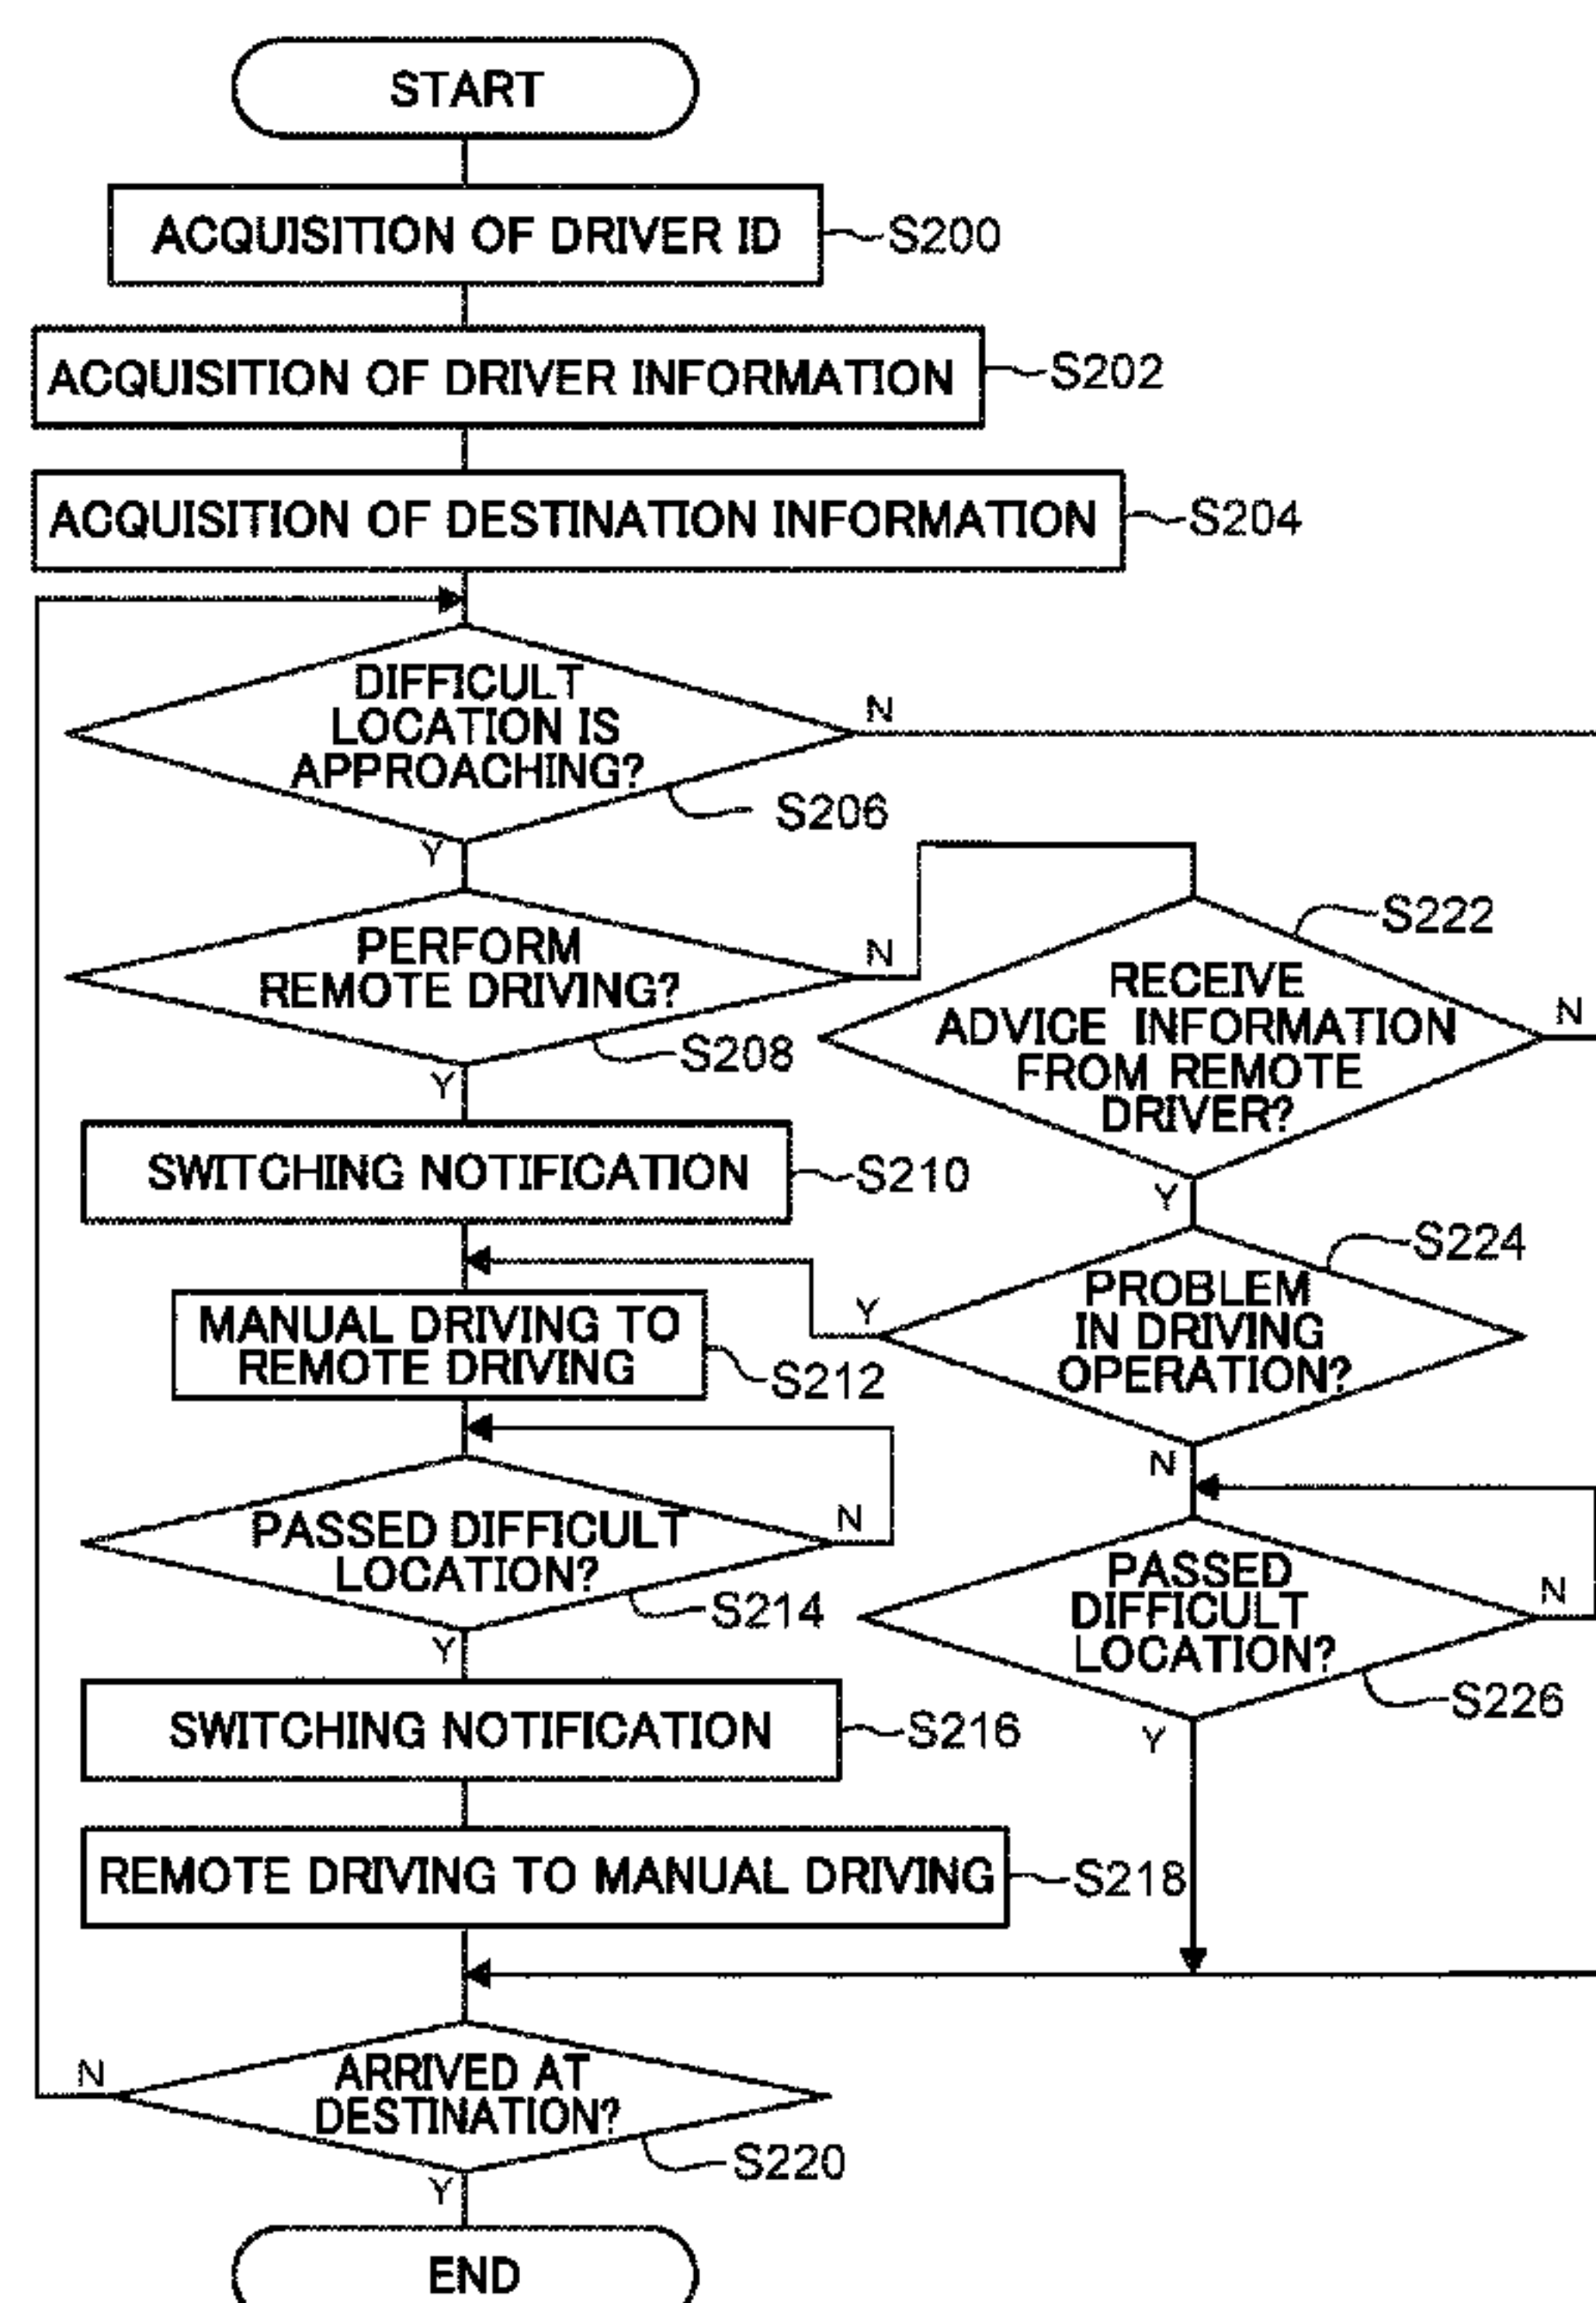 START
ACQUISITION OF DRIVER ID
S200
ACQUISITION OF DRIVER INFORMATION
S202
ACQUISITION OF DESTINATION INFORMATION
S204
DIFFICULT
LOCATION IS
APPROACHING?
N
S206
Y
PERFORM
REMOTE DRIVING?
N
S208
Y
S222
RECEIVE
ADVICE INFORMATION
FROM REMOTE
DRIVER?
N
Y
SWITCHING NOTIFICATION
S210
S224
PROBLEM
IN DRIVING
OPERATION?
Y
N
MANUAL DRIVING TO
REMOTE DRIVING
S212
PASSED DIFFICULT
LOCATION?
N
S214
Y
PASSED
DIFFICULT
LOCATION?
N
S226
Y
SWITCHING NOTIFICATION
S216
REMOTE DRIVING TO MANUAL DRIVING
S218
ARRIVED AT
DESTINATION?
N
S220
Y
END